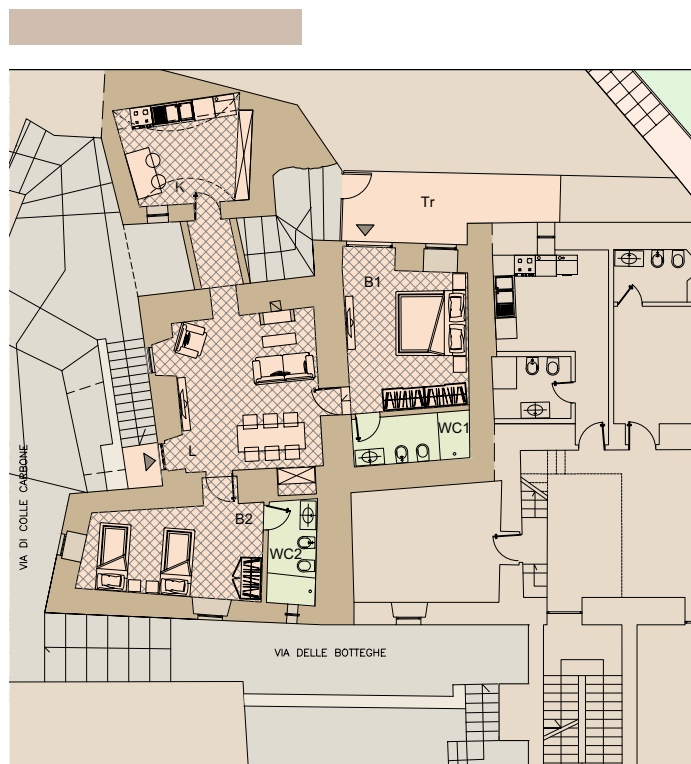 K
Tr
B1
WC1
L
VIA DI COLLE CARBONE
B2
WC2
VIA DELLE BOTTEGHE